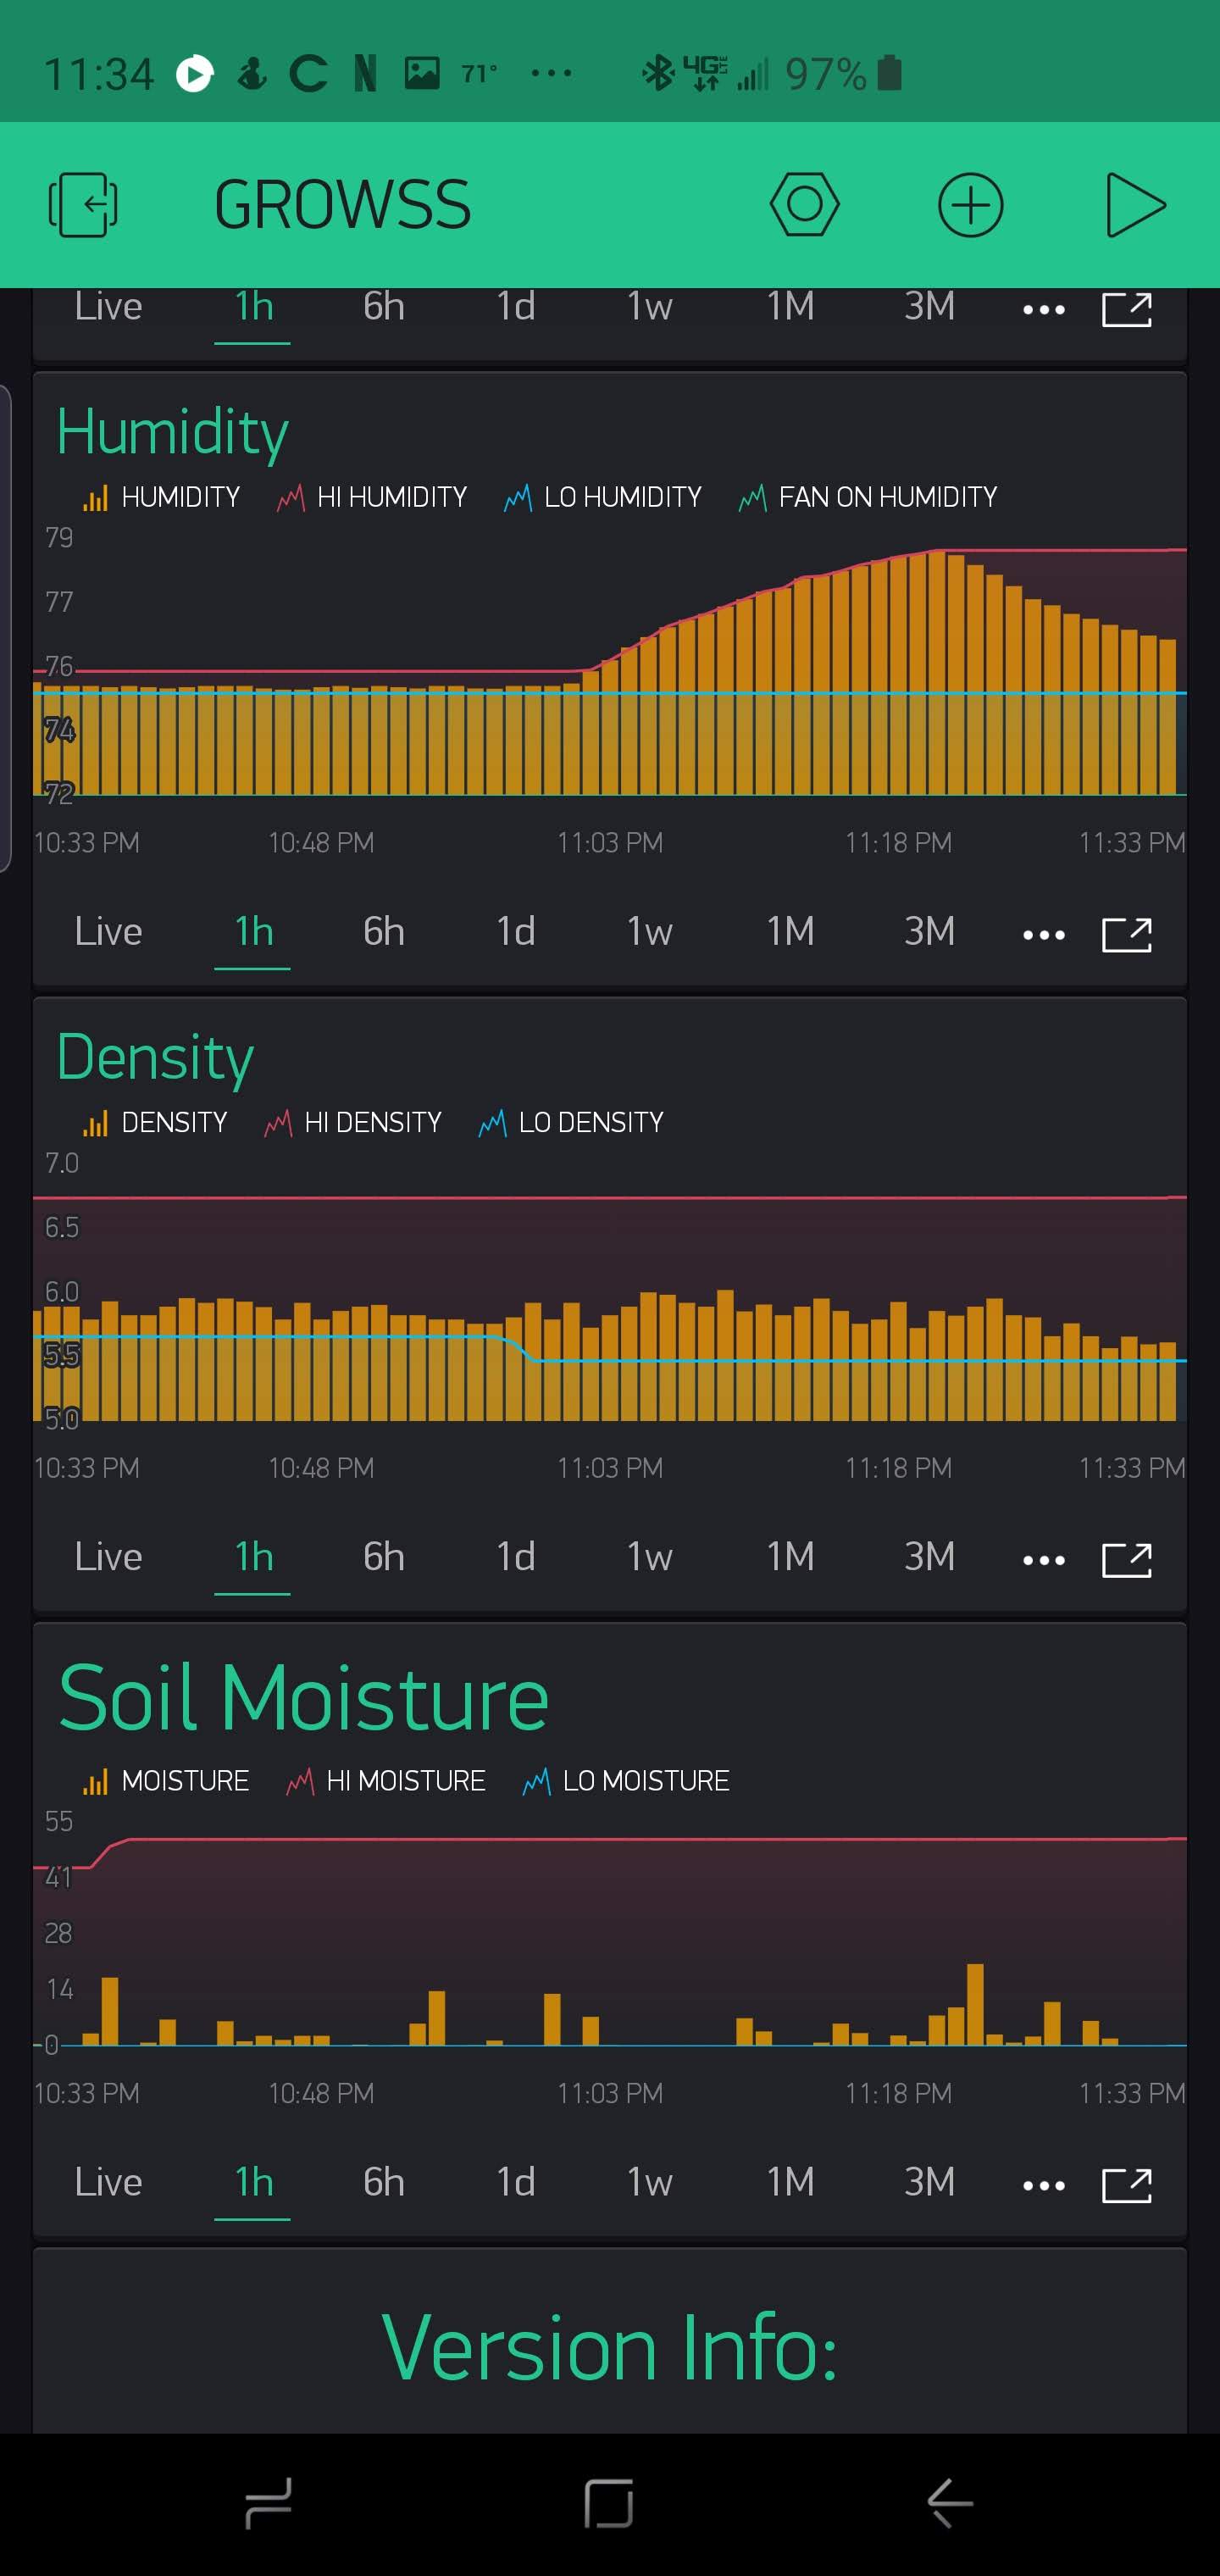 11:34 C N 71° ... 4G LTE 97%
GROWSS
Live 1h 6h 1d 1w 1M 3M ...
Humidity
HUMIDITY HI HUMIDITY LO HUMIDITY FAN ON HUMIDITY
79
77
76
74
72
10:33 PM 10:48 PM 11:03 PM 11:18 PM 11:33 PM
Live 1h 6h 1d 1w 1M 3M ...
Density
DENSITY HI DENSITY LO DENSITY
7.0
6.5
6.0
5.5
5.0
10:33 PM 10:48 PM 11:03 PM 11:18 PM 11:33 PM
Live 1h 6h 1d 1w 1M 3M ...
Soil Moisture
MOISTURE HI MOISTURE LO MOISTURE
55
41
28
14
0
10:33 PM 10:48 PM 11:03 PM 11:18 PM 11:33 PM
Live 1h 6h 1d 1w 1M 3M ...
Version Info: